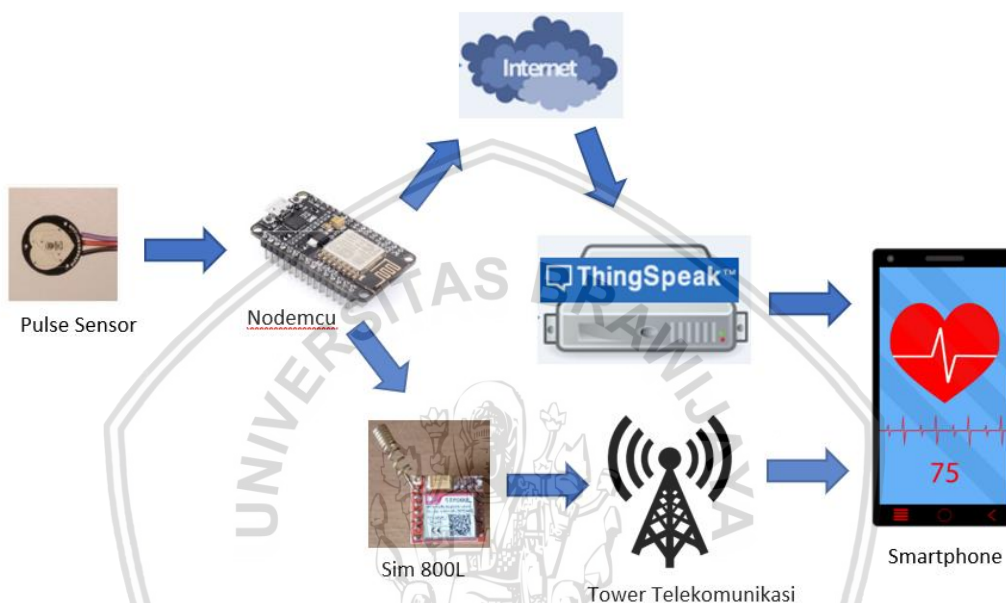 Internet
ThingSpeak™
Pulse Sensor
Nodemcu
UNIVERSITAS BRAWIJAYA
75
Sim 800L
Tower Telekomunikasi
Smartphone